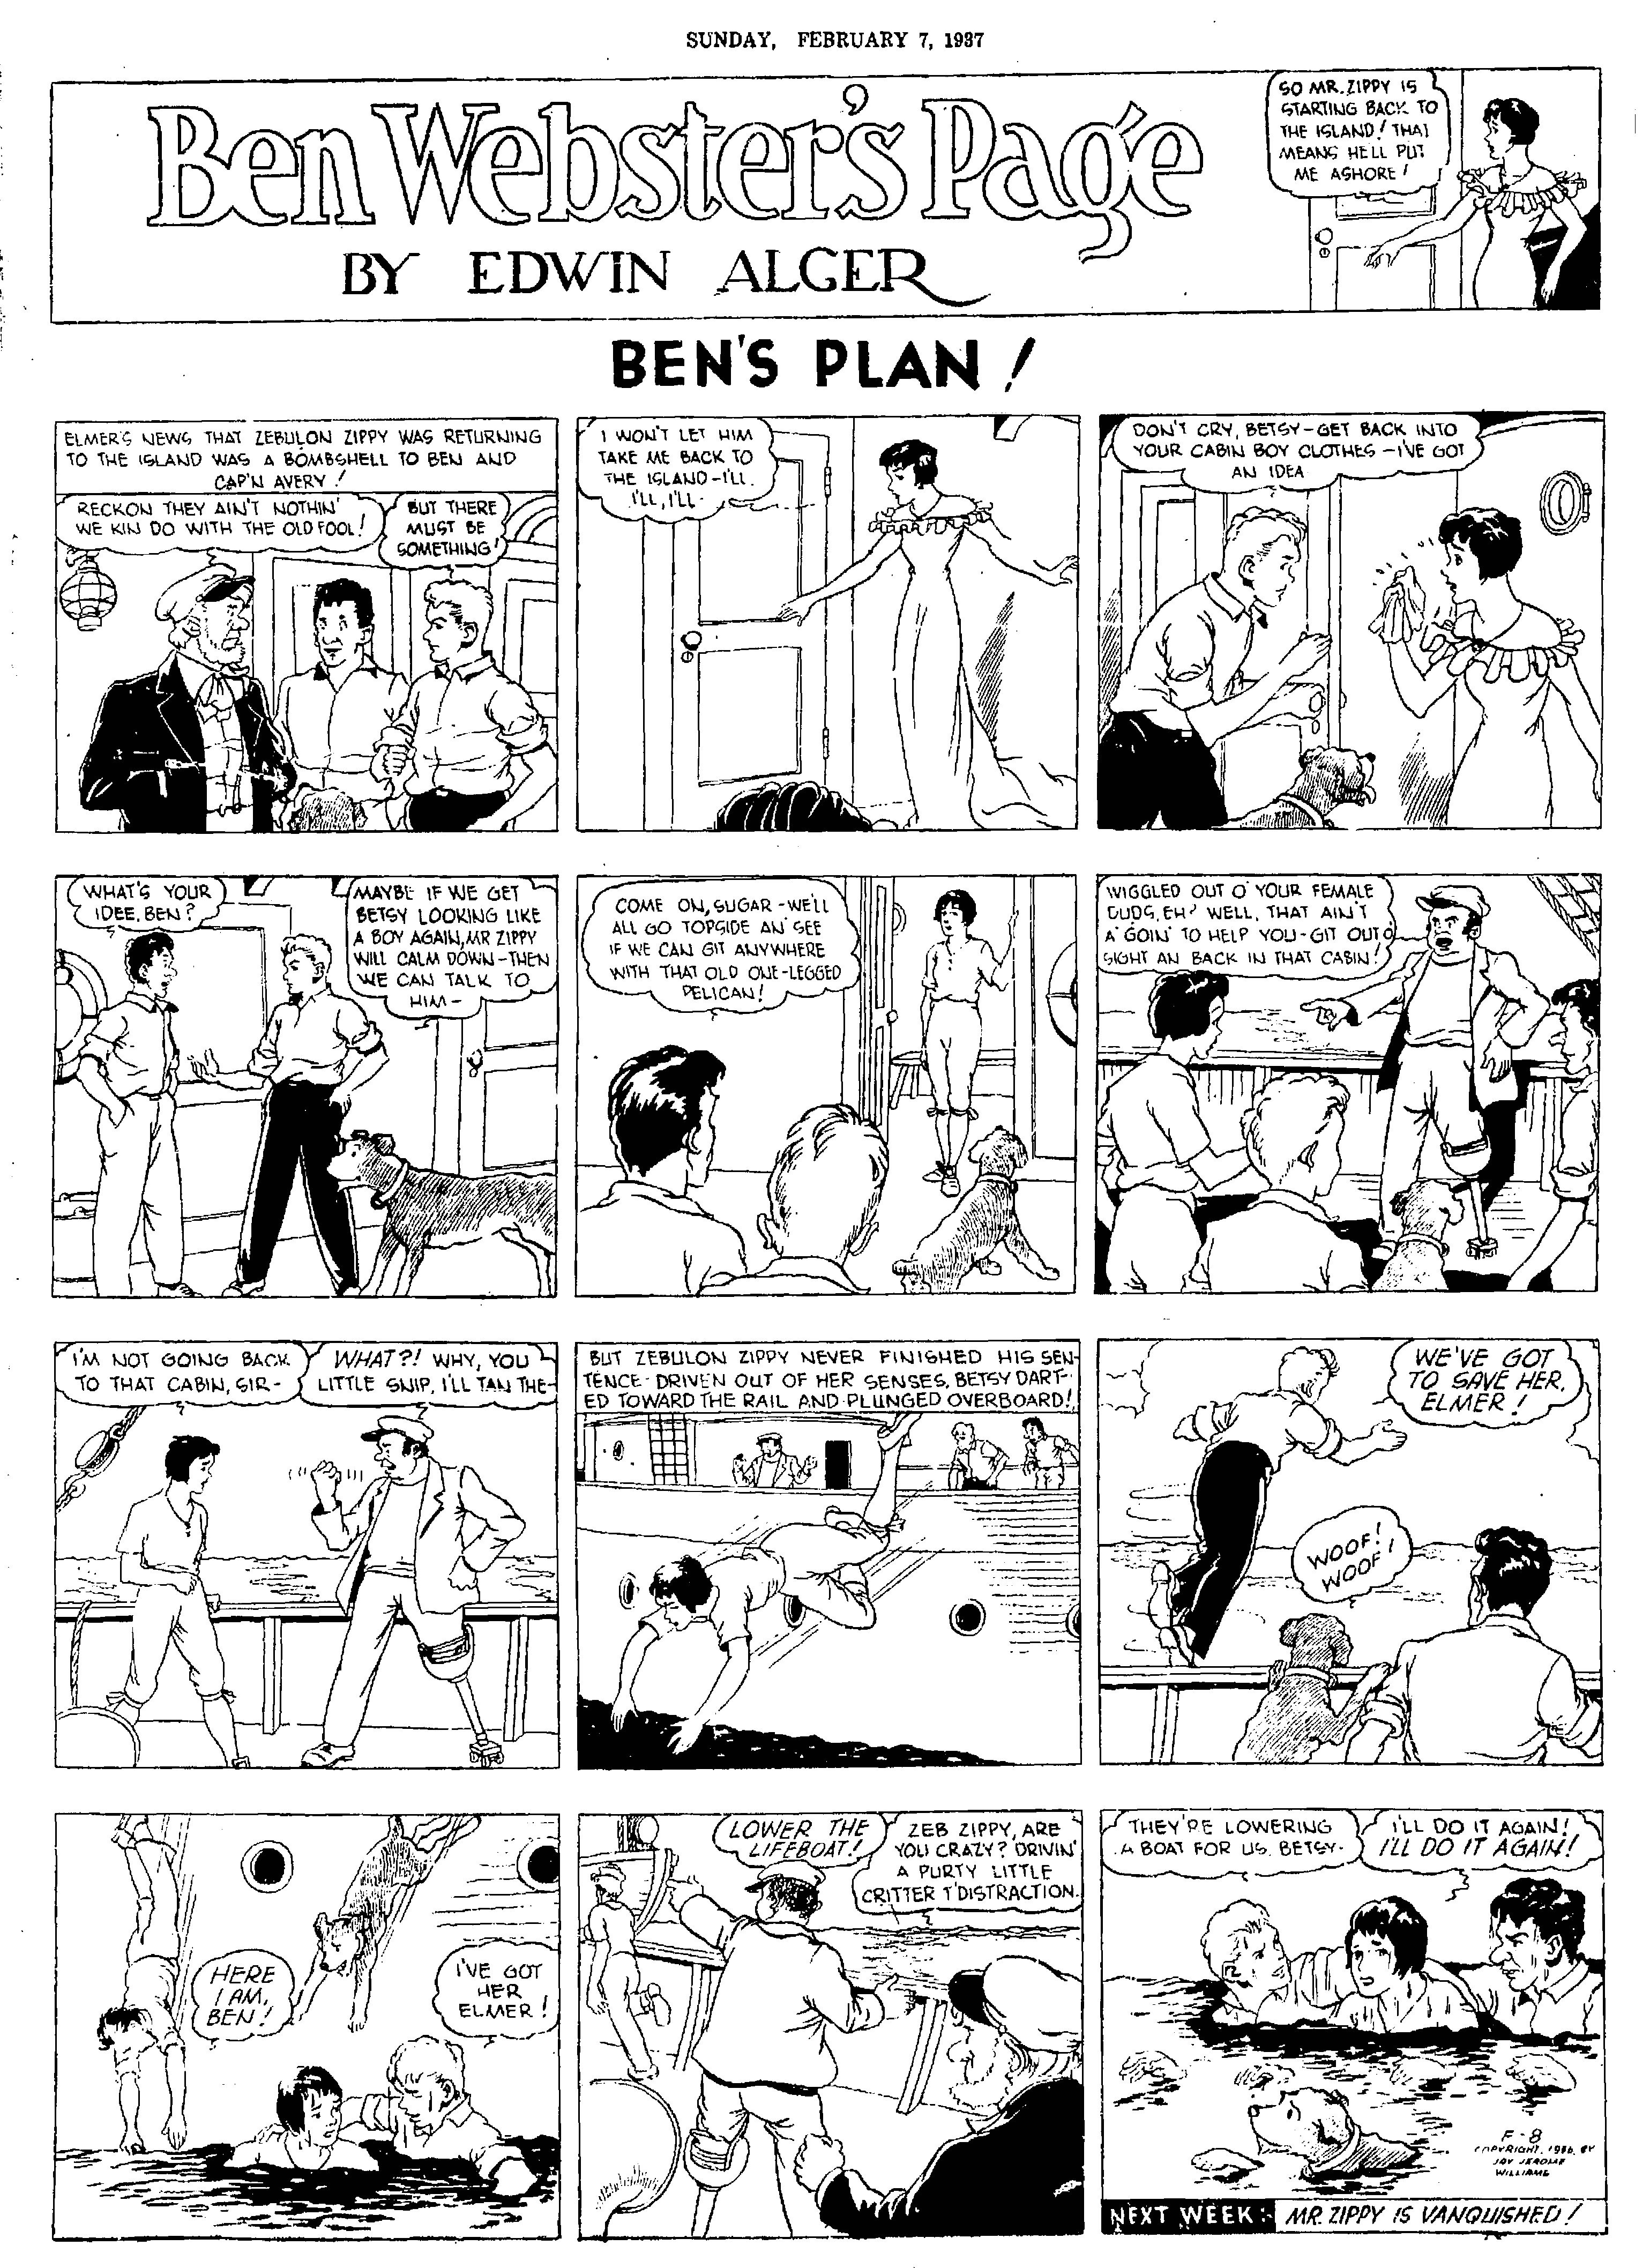 SUNDAY, FEBRUARY 7, 1937
Ben Webster's Page
BY EDWIN ALGER
SO MR. ZIPPY IS
STARTING BACK TO
THE ISLAND! THAT
MEANS HE'LL PUT
ME ASHORE!
BEN'S PLAN!
ELMER'S NEWS THAT ZEBULON ZIPPY WAS RETURNING
TO THE ISLAND WAS A BOMBSHELL TO BEN AND
CAP'N AVERY!
RECKON THEY AIN'T NOTHIN'
WE KIN DO WITH THE OLD FOOL!
BUT THERE
MUST BE
SOMETHING!
I WON'T LET HIM
TAKE ME BACK TO
THE ISLAND-I'LL.
I'LL, I'LL-
DON'T CRY, BETSY-GET BACK INTO
YOUR CABIN BOY CLOTHES-I'VE GOT
AN IDEA
WHAT'S YOUR
IDEE, BEN?
MAYBE IF WE GET
BETSY LOOKING LIKE
A BOY AGAIN, MR ZIPPY
WILL CALM DOWN-THEN
WE CAN TALK TO
HIM-
COME ON, SUGAR-WE'LL
ALL GO TOPSIDE AN' SEE
IF WE CAN GIT ANYWHERE
WITH THAT OLD ONE-LEGGED
PELICAN!
WIGGLED OUT O' YOUR FEMALE
DUDS, EH? WELL, THAT AIN'T
A' GOIN' TO HELP YOU-GIT OUT O'
SIGHT AN BACK IN THAT CABIN!
I'M NOT GOING BACK
TO THAT CABIN, SIR-
WHAT?! WHY, YOU
LITTLE SNIP, I'LL TAN THE-
BUT ZEBULON ZIPPY NEVER FINISHED HIS SEN-
TENCE-DRIVEN OUT OF HER SENSES, BETSY DART-
ED TOWARD THE RAIL AND PLUNGED OVERBOARD!
WE'VE GOT
TO SAVE HER,
ELMER!
WOOF!
WOOF!
HERE
I AM,
BEN!
I'VE GOT
HER
ELMER!
LOWER THE
LIFEBOAT!
ZEB ZIPPY, ARE
YOU CRAZY? DRIVIN'
A PURTY LITTLE
CRITTER T'DISTRACTION.
THEY'RE LOWERING
A BOAT FOR US, BETSY-
I'LL DO IT AGAIN!
I'LL DO IT AGAIN!
F-8
COPYRIGHT, 1936, BY
JAY JEROME
WILLIAMS
NEXT WEEK:- MR. ZIPPY IS VANQUISHED!